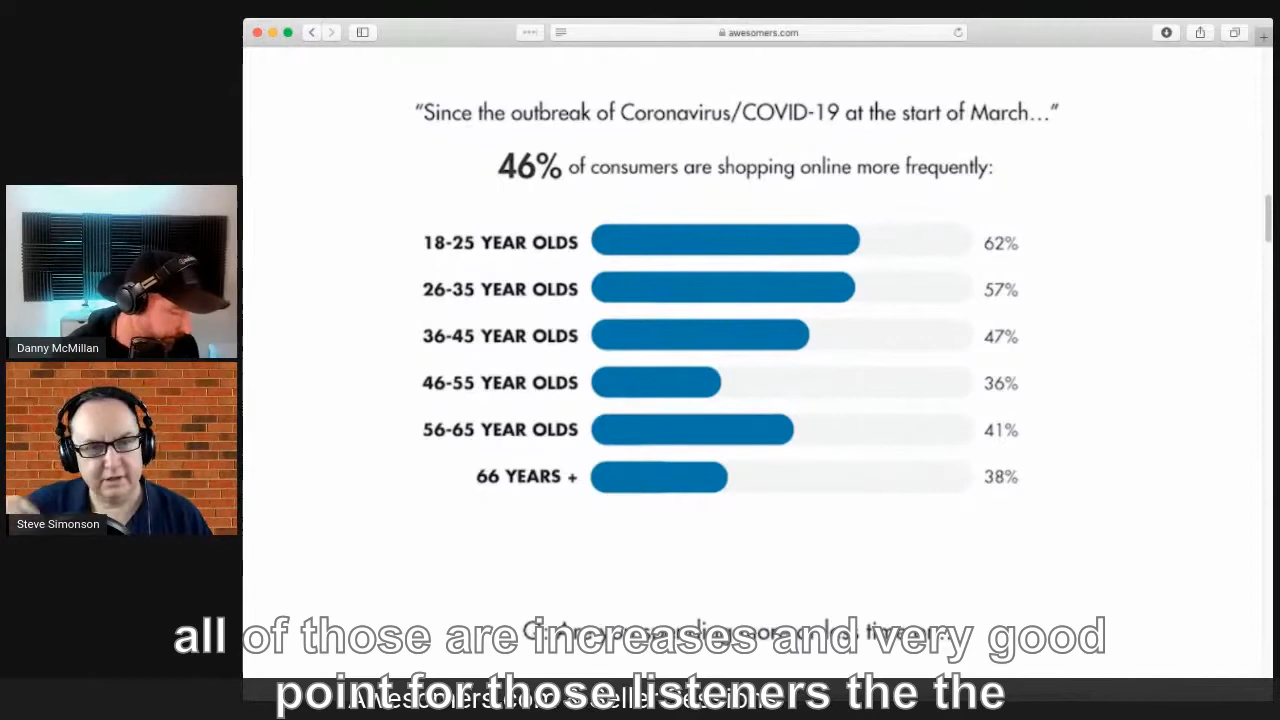 awesomers.com
“Since the outbreak of Coronavirus/COVID-19 at the start of March...”
46% of consumers are shopping online more frequently:
18-25 YEAR OLDS 62%
26-35 YEAR OLDS 57%
36-45 YEAR OLDS 47%
46-55 YEAR OLDS 36%
56-65 YEAR OLDS 41%
66 YEARS + 38%
Danny McMillan
Steve Simonson
all of those are increases and very good
point for those listeners the the